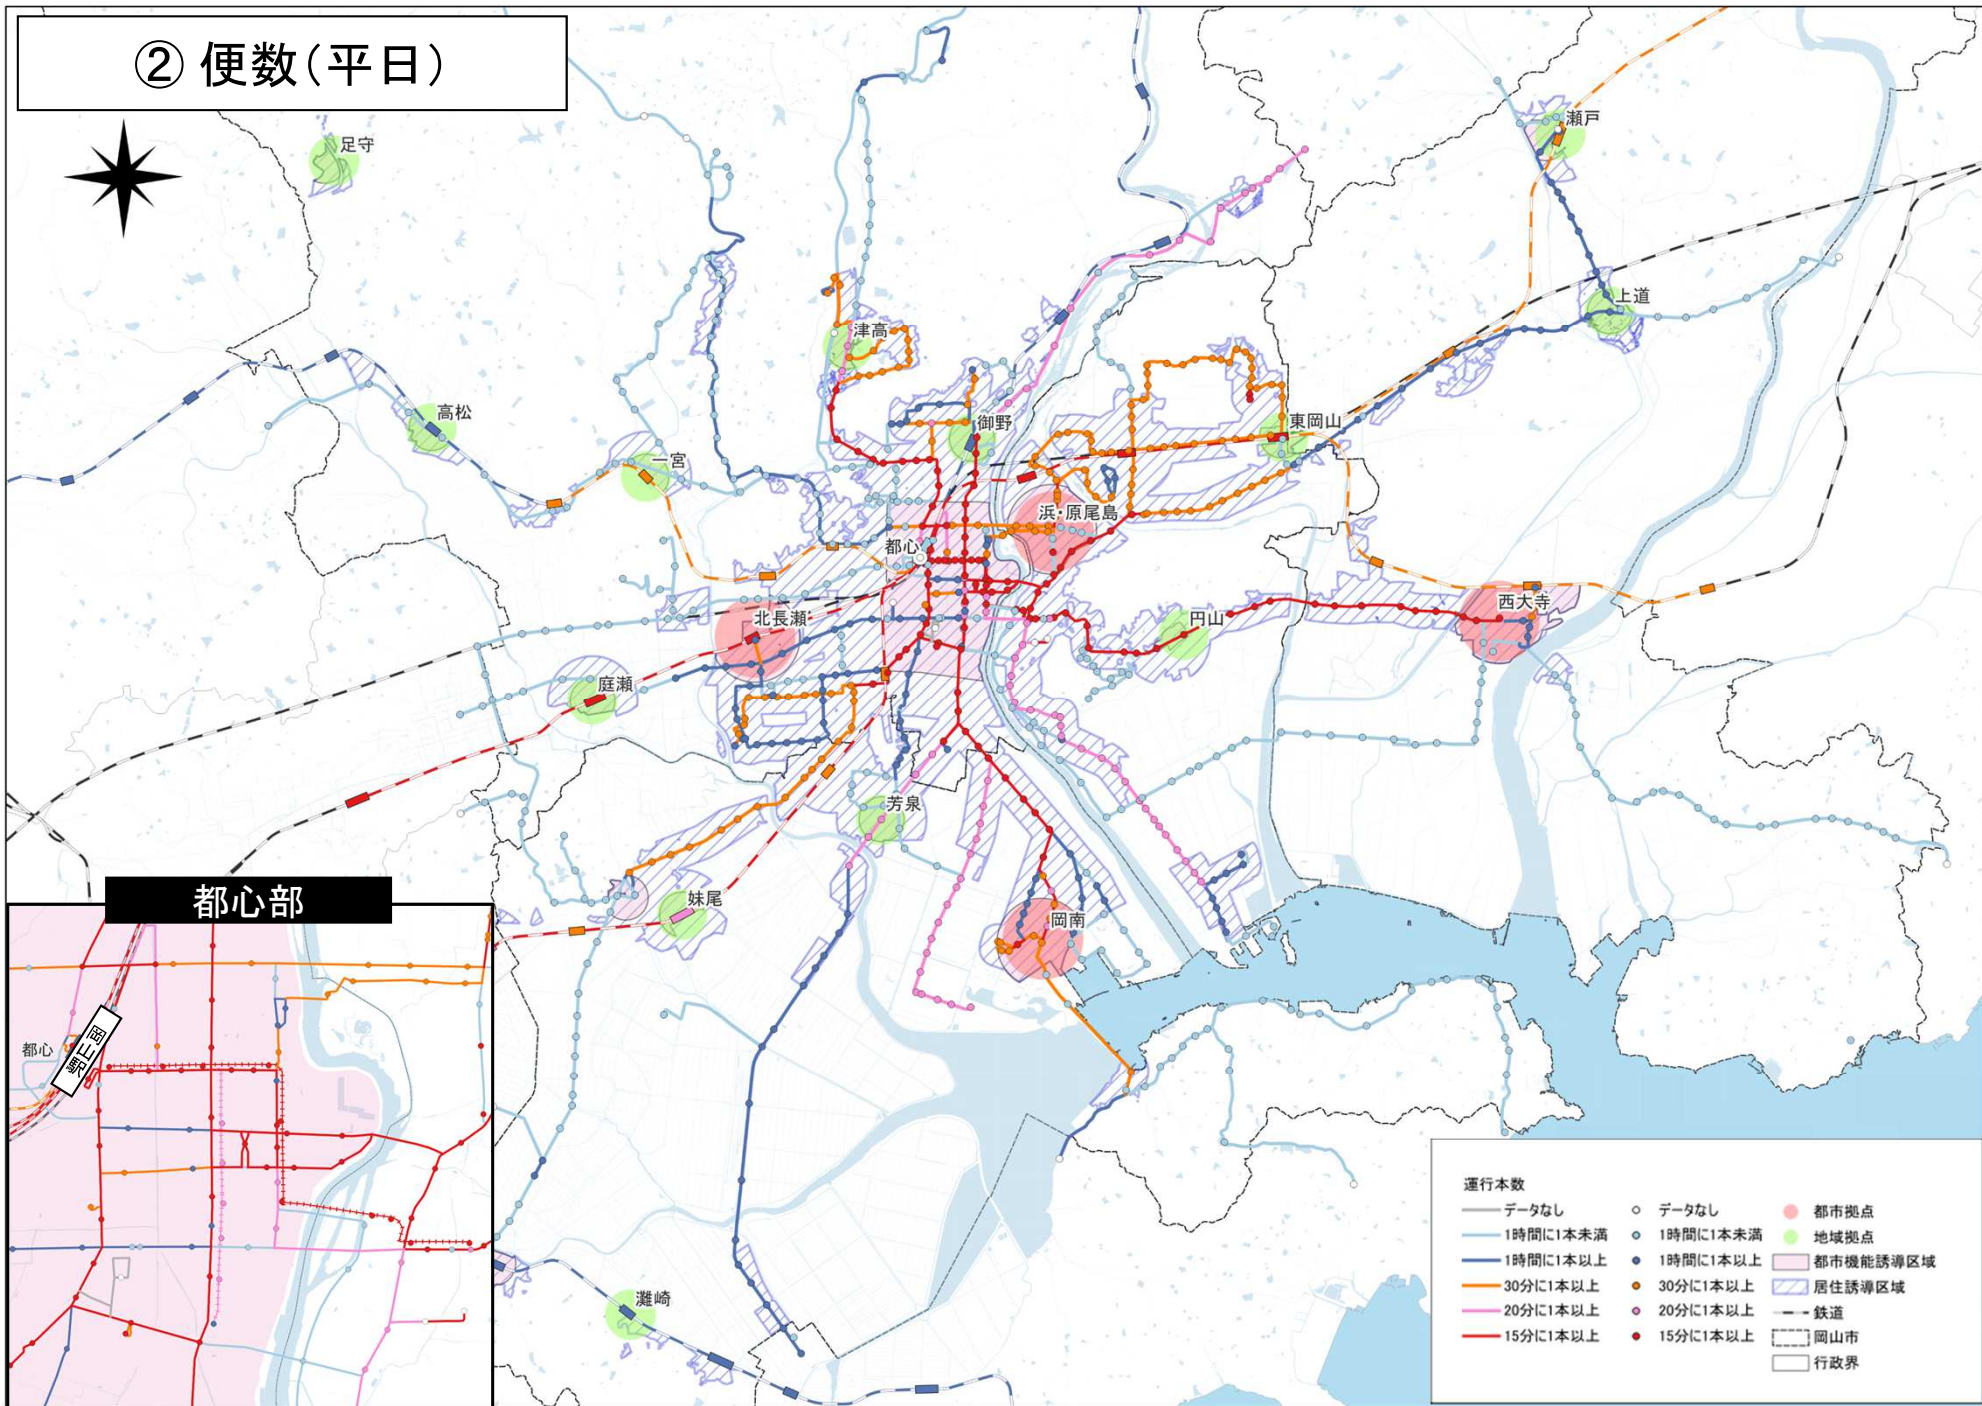 ② 便数(平日)
足守
瀬戸
上道
津高
高松
御野
東岡山
一宮
浜・原尾島
都心
西大寺
北長瀬
円山
庭瀬
芳泉
妹尾
岡南
灘崎
都心部
都心
岡山駅
運行本数
データなし
1時間に1本未満
1時間に1本以上
30分に1本以上
20分に1本以上
15分に1本以上
データなし
1時間に1本未満
1時間に1本以上
30分に1本以上
20分に1本以上
15分に1本以上
都市拠点
地域拠点
都市機能誘導区域
居住誘導区域
鉄道
岡山市
行政界